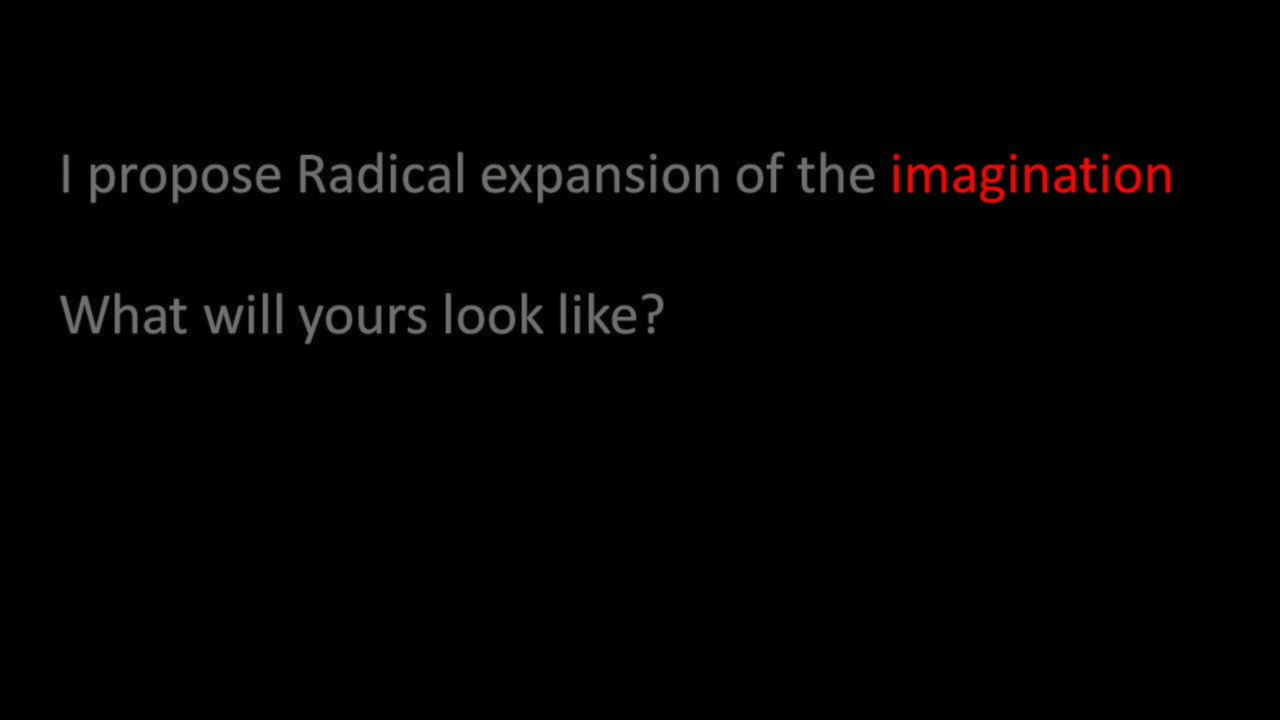 I propose Radical expansion of the imagination
What will yours look like?